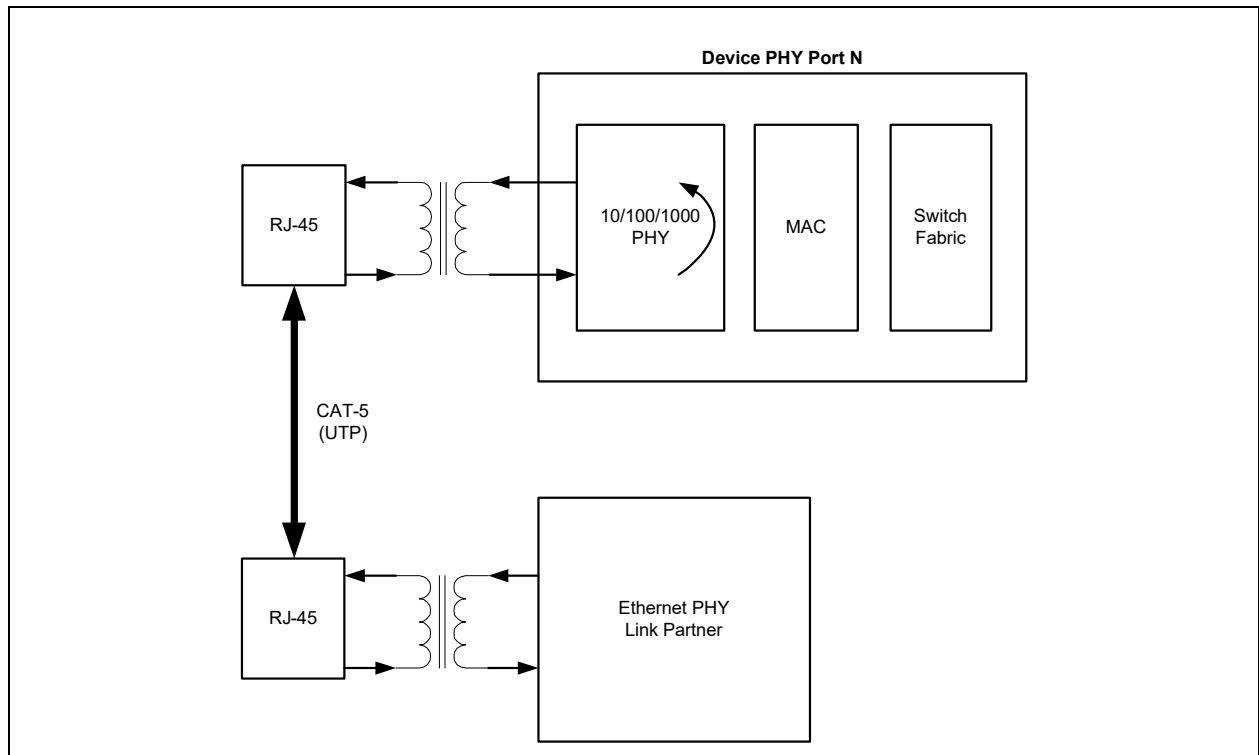 Device PHY Port N
RJ-45
10/100/1000
PHY
MAC
Switch
Fabric
CAT-5
(UTP)
RJ-45
Ethernet PHY
Link Partner